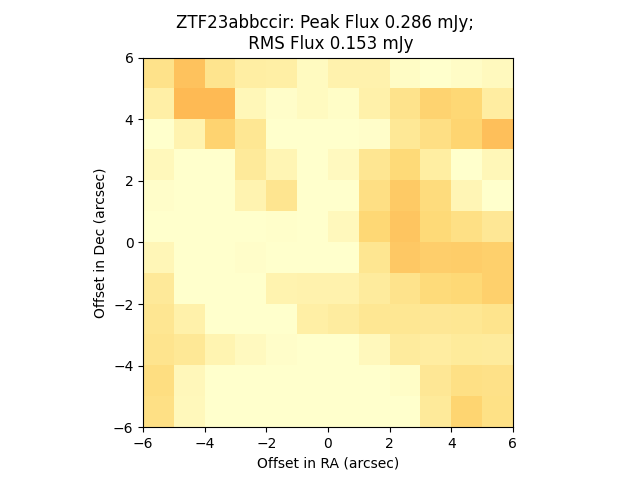 ZTF23abbccir: Peak Flux 0.286 mJy;
RMS Flux 0.153 mJy
6
4
2
0
−2
−4
−6
Offset in Dec (arcsec)
−6 −4 −2 0 2 4 6
Offset in RA (arcsec)